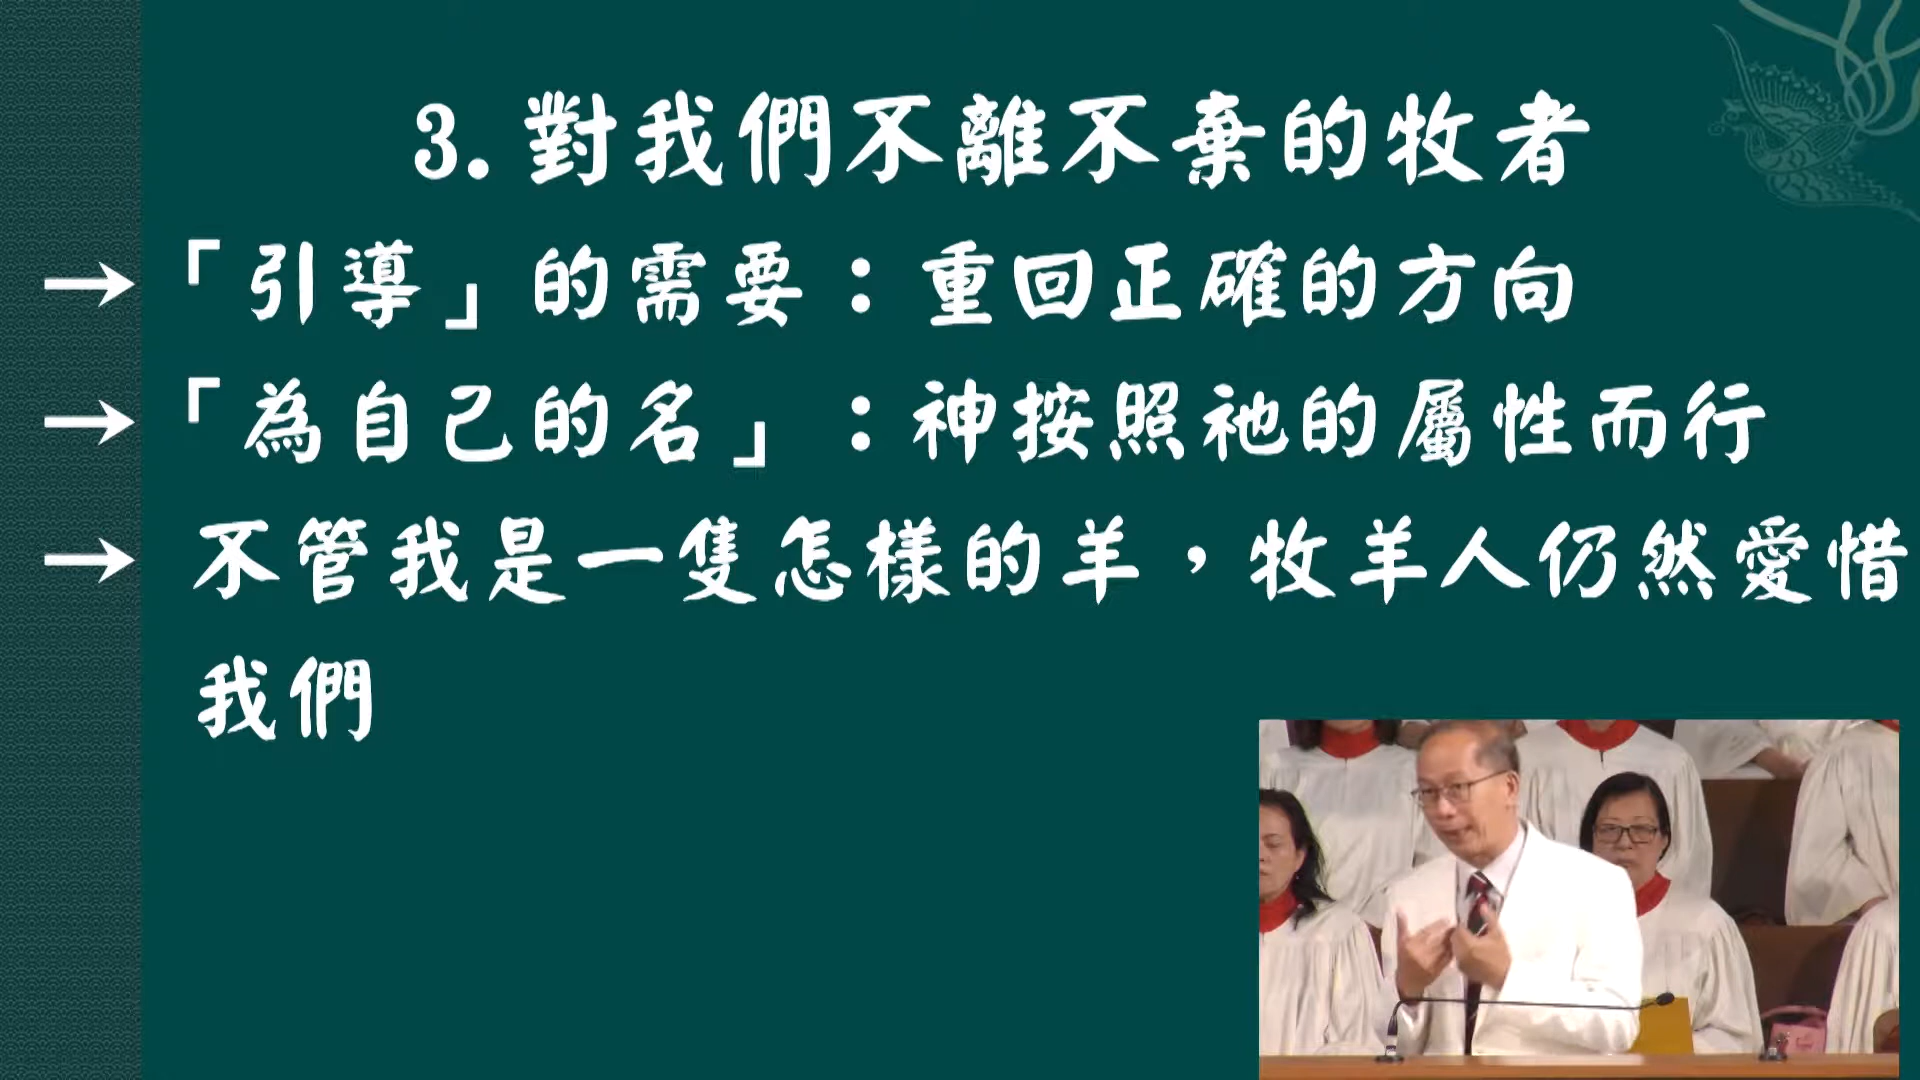 3.對我們不離不棄的牧者
→「引導」的需要：重回正確的方向
→「為自己的名」：神按照祂的屬性而行
→ 不管我是一隻怎樣的羊，牧羊人仍然愛惜
我們